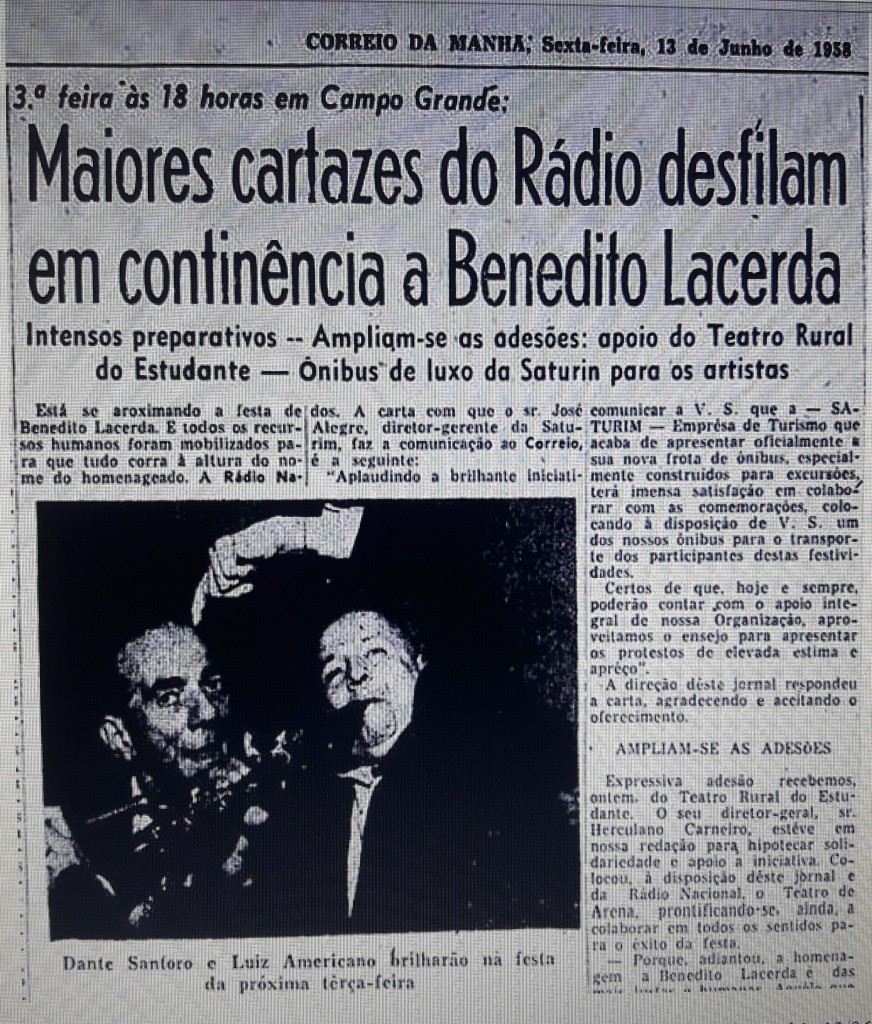 CORREIO DA MANHÃ, Sexta-feira, 13 de Junho de 1958
3.ª feira às 18 horas em Campo Grande:
Maiores cartazes do Rádio desfilam
em continência a Benedito Lacerda
Intensos preparativos -- Ampliam-se as adesões: apoio do Teatro Rural
do Estudante — Ônibus de luxo da Saturin para os artistas
Está se aroximando a festa de
Benedito Lacerda. E todos os recur-
sos humanos foram mobilizados pa-
ra que tudo corra à altura do no-
me do homenageado. A Rádio Na-
dos. A carta com que o sr. José
Alegre, diretor-gerente da Satu-
rim, faz a comunicação ao Correio,
é a seguinte:
"Aplaudindo a brilhante iniciati-
comunicar a V. S. que a — SA-
TURIM — Emprêsa de Turismo que
acaba de apresentar oficialmente a
sua nova frota de ônibus, especial-
mente construídos para excursões,
terá imensa satisfação em colabo-
rar com as comemorações, colo-
cando à disposição de V. S. um
dos nossos ônibus para o transpor-
te dos participantes destas festivi-
dades.
Certos de que, hoje e sempre,
poderão contar com o apoio inte-
gral de nossa Organização, apro-
veitamos o ensejo para apresentar
os protestos de elevada estima e
aprêço".
A direção dêste jornal respondeu
a carta, agradecendo e aceitando o
oferecimento.
AMPLIAM-SE AS ADESÕES
Expressiva adesão recebemos,
ontem, do Teatro Rural do Estu-
dante. O seu diretor-geral, sr.
Herculano Carneiro, estêve em
nossa redação para hipotecar soli-
dariedade e apoio a iniciativa. Co-
locou, à disposição dêste jornal e
da Rádio Nacional, o Teatro de
Arena, prontificando-se, ainda, a
colaborar em todos os sentidos pa-
ra o êxito da festa.
— Porque, adiantou, a homena-
gem a Benedito Lacerda é das
Dante Santoro e Luiz Americano brilharão na festa
da próxima têrça-feira